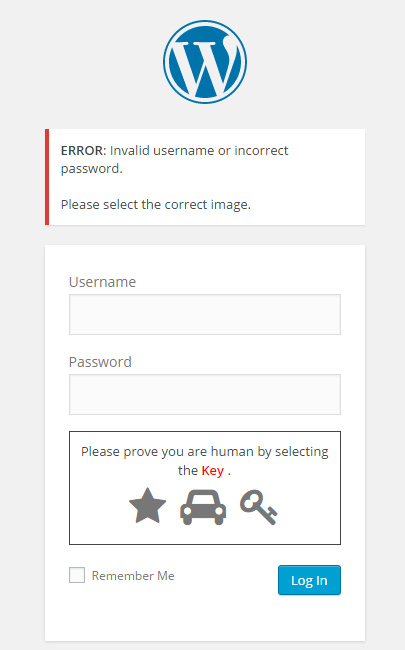 ERROR: Invalid username or incorrect
password.
Please select the correct image.
Username
Password
Please prove you are human by selecting
the Key .
Remember Me
Log In